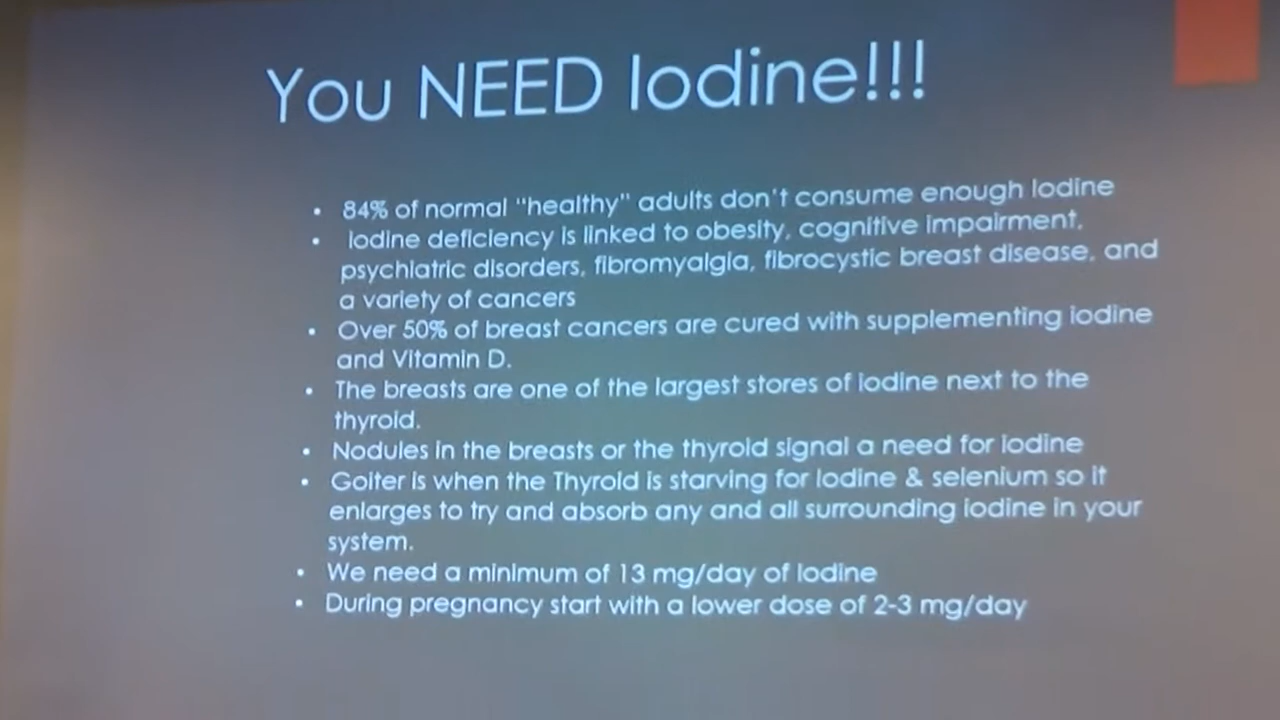 You NEED Iodine!!!
• 84% of normal "healthy" adults don't consume enough Iodine
• Iodine deficiency is linked to obesity, cognitive impairment,
psychiatric disorders, fibromyalgia, fibrocystic breast disease, and
a variety of cancers
• Over 50% of breast cancers are cured with supplementing iodine
and Vitamin D.
• The breasts are one of the largest stores of iodine next to the
thyroid.
• Nodules in the breasts or the thyroid signal a need for iodine
• Goiter is when the Thyroid is starving for Iodine & selenium so it
enlarges to try and absorb any and all surrounding iodine in your
system.
• We need a minimum of 13 mg/day of Iodine
• During pregnancy start with a lower dose of 2-3 mg/day